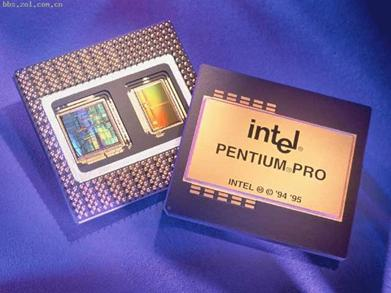 bbs.zol.com.cn
intel
PENTIUM®PRO
INTEL Ⓜ © '94 '95